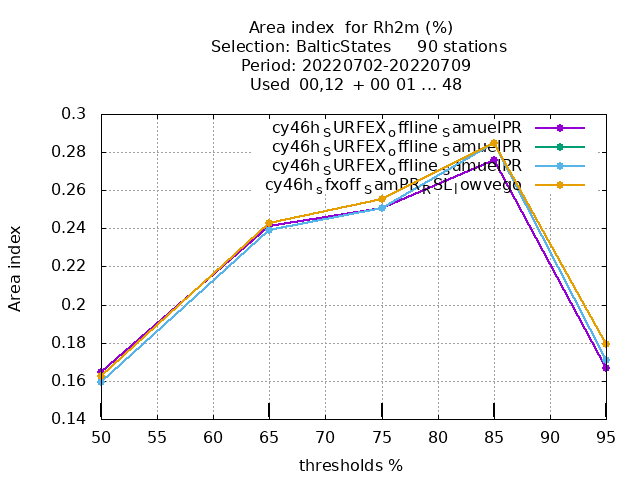 Area index for Rh2m (%)
Selection: BalticStates 90 stations
Period: 20220702-20220709
Used 00,12 + 00 01 ... 48
0.3
0.28
0.26
0.24
0.22
0.2
0.18
0.16
0.14
Area index
cy46h_SURFEX_offline_SamuelPR
cy46h_SURFEX_offline_SamuelPR
cy46h_SURFEX_offline_SamuelPR
cy46h_sfxoff_SamPR_RSL_lowvego
50 55 60 65 70 75 80 85 90 95
thresholds %